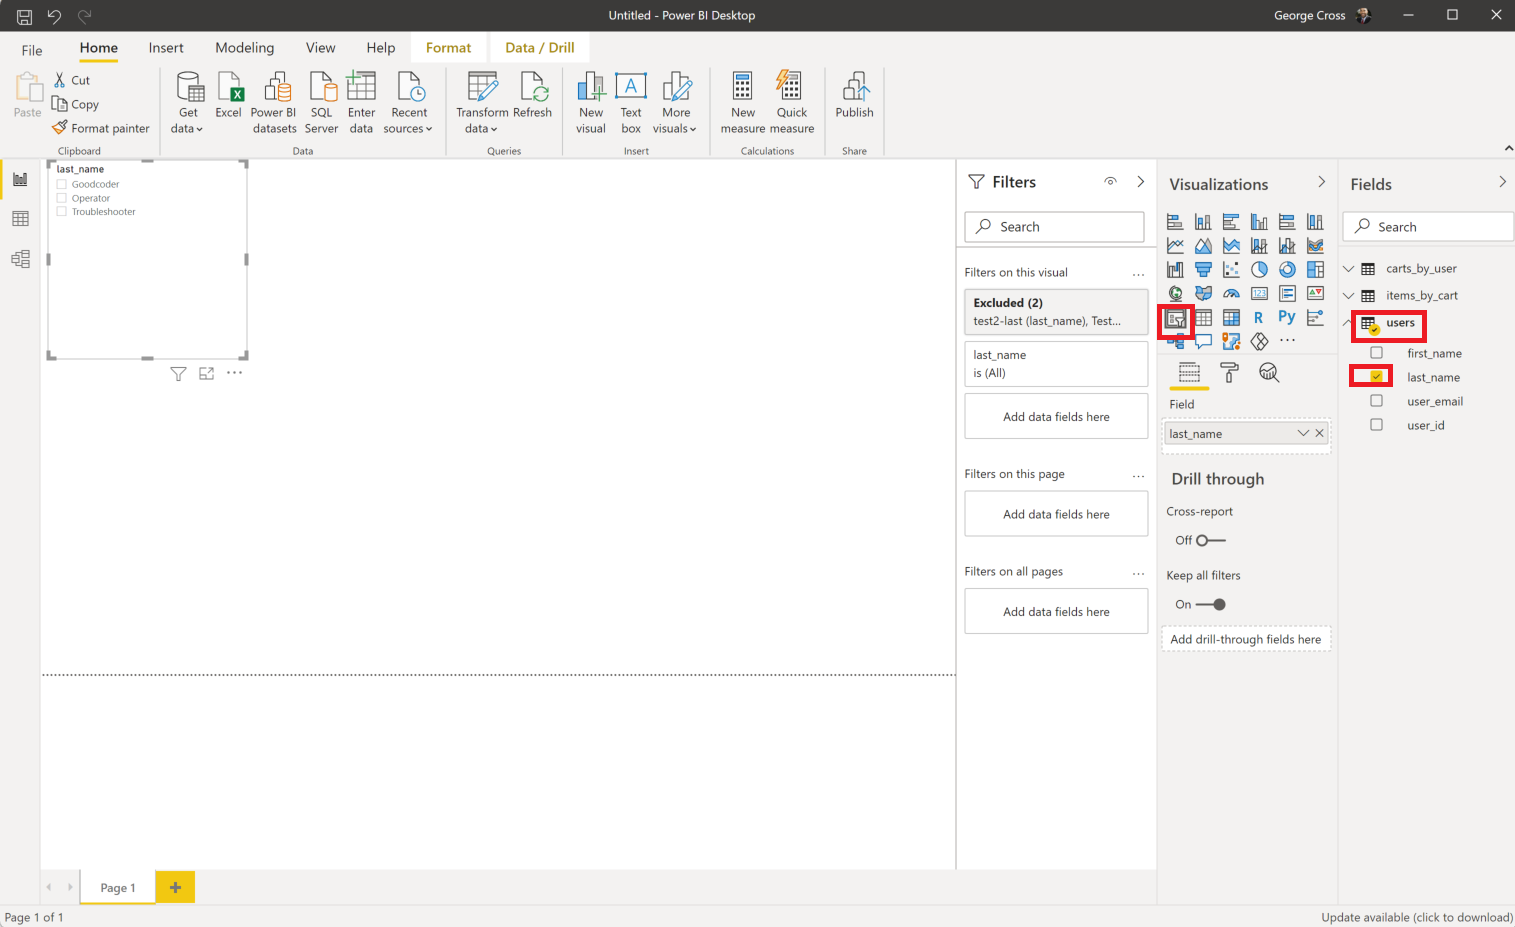 Untitled - Power BI Desktop
George Cross
File
Home
Insert
Modeling
View
Help
Format
Data / Drill
Paste
Cut
Copy
Format painter
Clipboard
Get
data
Excel
Power BI
datasets
SQL
Server
Enter
data
Recent
sources
Data
Transform
data
Refresh
Queries
New
visual
Text
box
More
visuals
Insert
New
measure
Quick
measure
Calculations
Publish
Share
last_name
Goodcoder
Operator
Troubleshooter
Filters
Search
Filters on this visual
...
Excluded (2)
test2-last (last_name), Test...
last_name
is (All)
Add data fields here
Filters on this page
...
Add data fields here
Filters on all pages
...
Add data fields here
Visualizations
123
R
Py
Field
last_name
Drill through
Cross-report
Off
Keep all filters
On
Add drill-through fields here
Fields
Search
carts_by_user
items_by_cart
users
first_name
last_name
user_email
user_id
Page 1
Page 1 of 1
Update available (click to download)